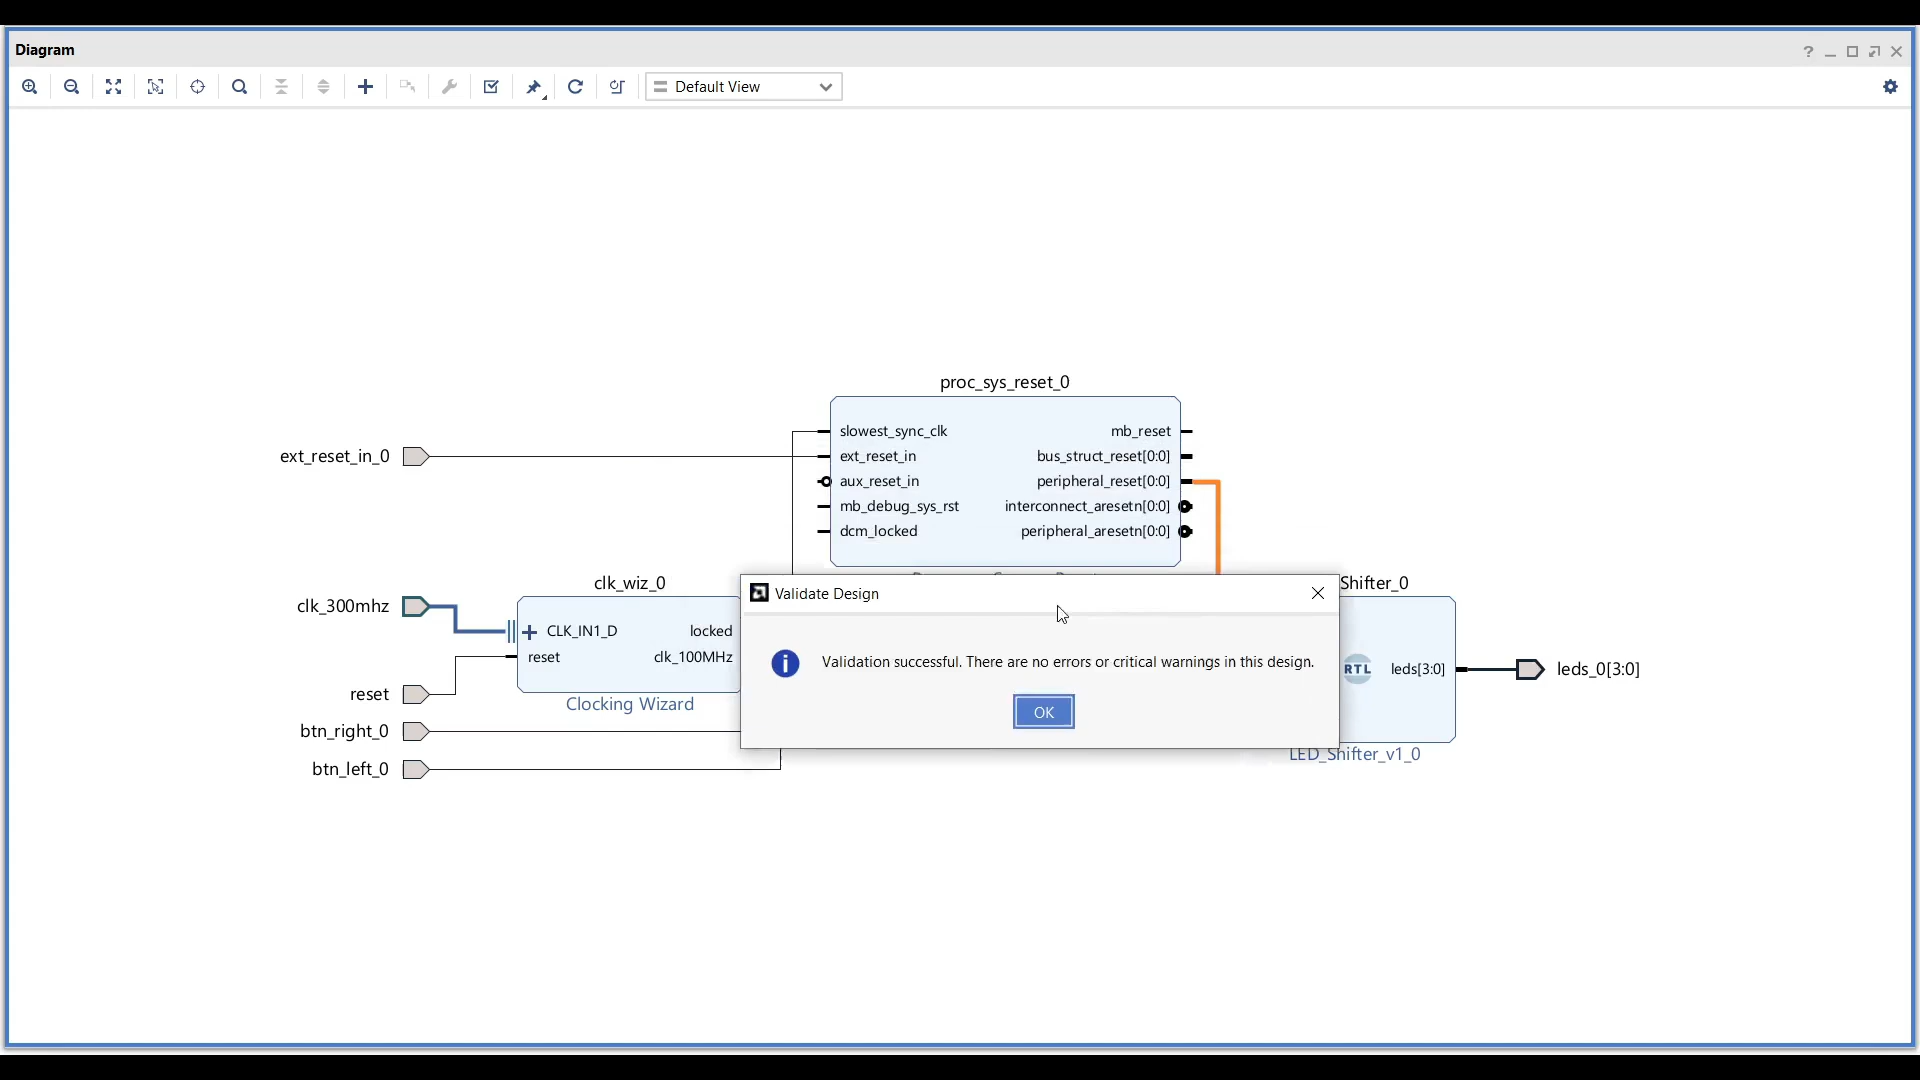 Diagram
Default View
proc_sys_reset_0
slowest_sync_clk
mb_reset
ext_reset_in_0
ext_reset_in
bus_struct_reset[0:0]
aux_reset_in
peripheral_reset[0:0]
mb_debug_sys_rst
interconnect_aresetn[0:0]
dcm_locked
peripheral_aresetn[0:0]
clk_wiz_0
Shifter_0
clk_300mhz
CLK_IN1_D
locked
reset
clk_100MHz
Clocking Wizard
reset
btn_right_0
btn_left_0
Validate Design
Validation successful. There are no errors or critical warnings in this design.
OK
RTL
leds[3:0]
leds_0[3:0]
LED_Shifter_v1_0